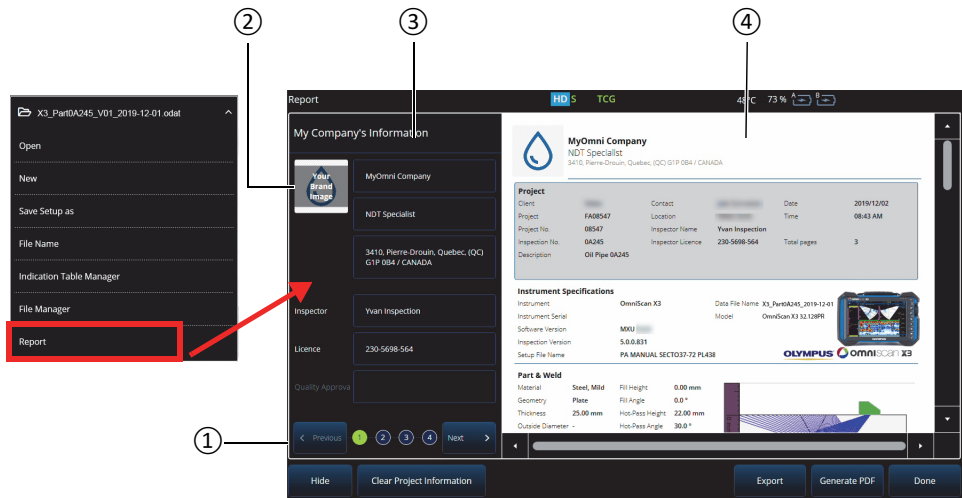 ② ③ ④
X3_Part0A245_V01_2019-12-01.odat
Open
New
Save Setup as
File Name
Indication Table Manager
File Manager
Report
Report HD S TCG 48°C 73 % A B
My Company's Information
Your
Brand
Image
MyOmni Company
NDT Specialist
3410, Pierre-Drouin, Quebec, (QC)
G1P 0B4 / CANADA
Inspector Yvan Inspection
Licence 230-5698-564
Quality Approva
①
Previous 1 2 3 4 Next
MyOmni Company
NDT Specialist
3410, Pierre-Drouin, Quebec, (QC) G1P 0B4 / CANADA
Project
Client Contact Date 2019/12/02
Project FA08547 Location Time 08:43 AM
Project No. 08547 Inspector Name Yvan Inspection
Inspection No. 0A245 Inspector Licence 230-5698-564 Total pages 3
Description Oil Pipe 0A245
Instrument Specifications
Instrument OmniScan X3 Data File Name X3_Part0A245_2019-12-01
Instrument Serial Model OmniScan X3 32.128PR
Software Version MXU
Inspection Version 5.0.0.831
Setup File Name PA MANUAL SECTO37-72 PL438
OLYMPUS OMNISCAN X3
Part & Weld
Material Steel, Mild Fill Height 0.00 mm
Geometry Plate Fill Angle 0.0 °
Thickness 25.00 mm Hot-Pass Height 22.00 mm
Outside Diameter - Hot-Pass Angle 30.0 °
Hide Clear Project Information Export Generate PDF Done